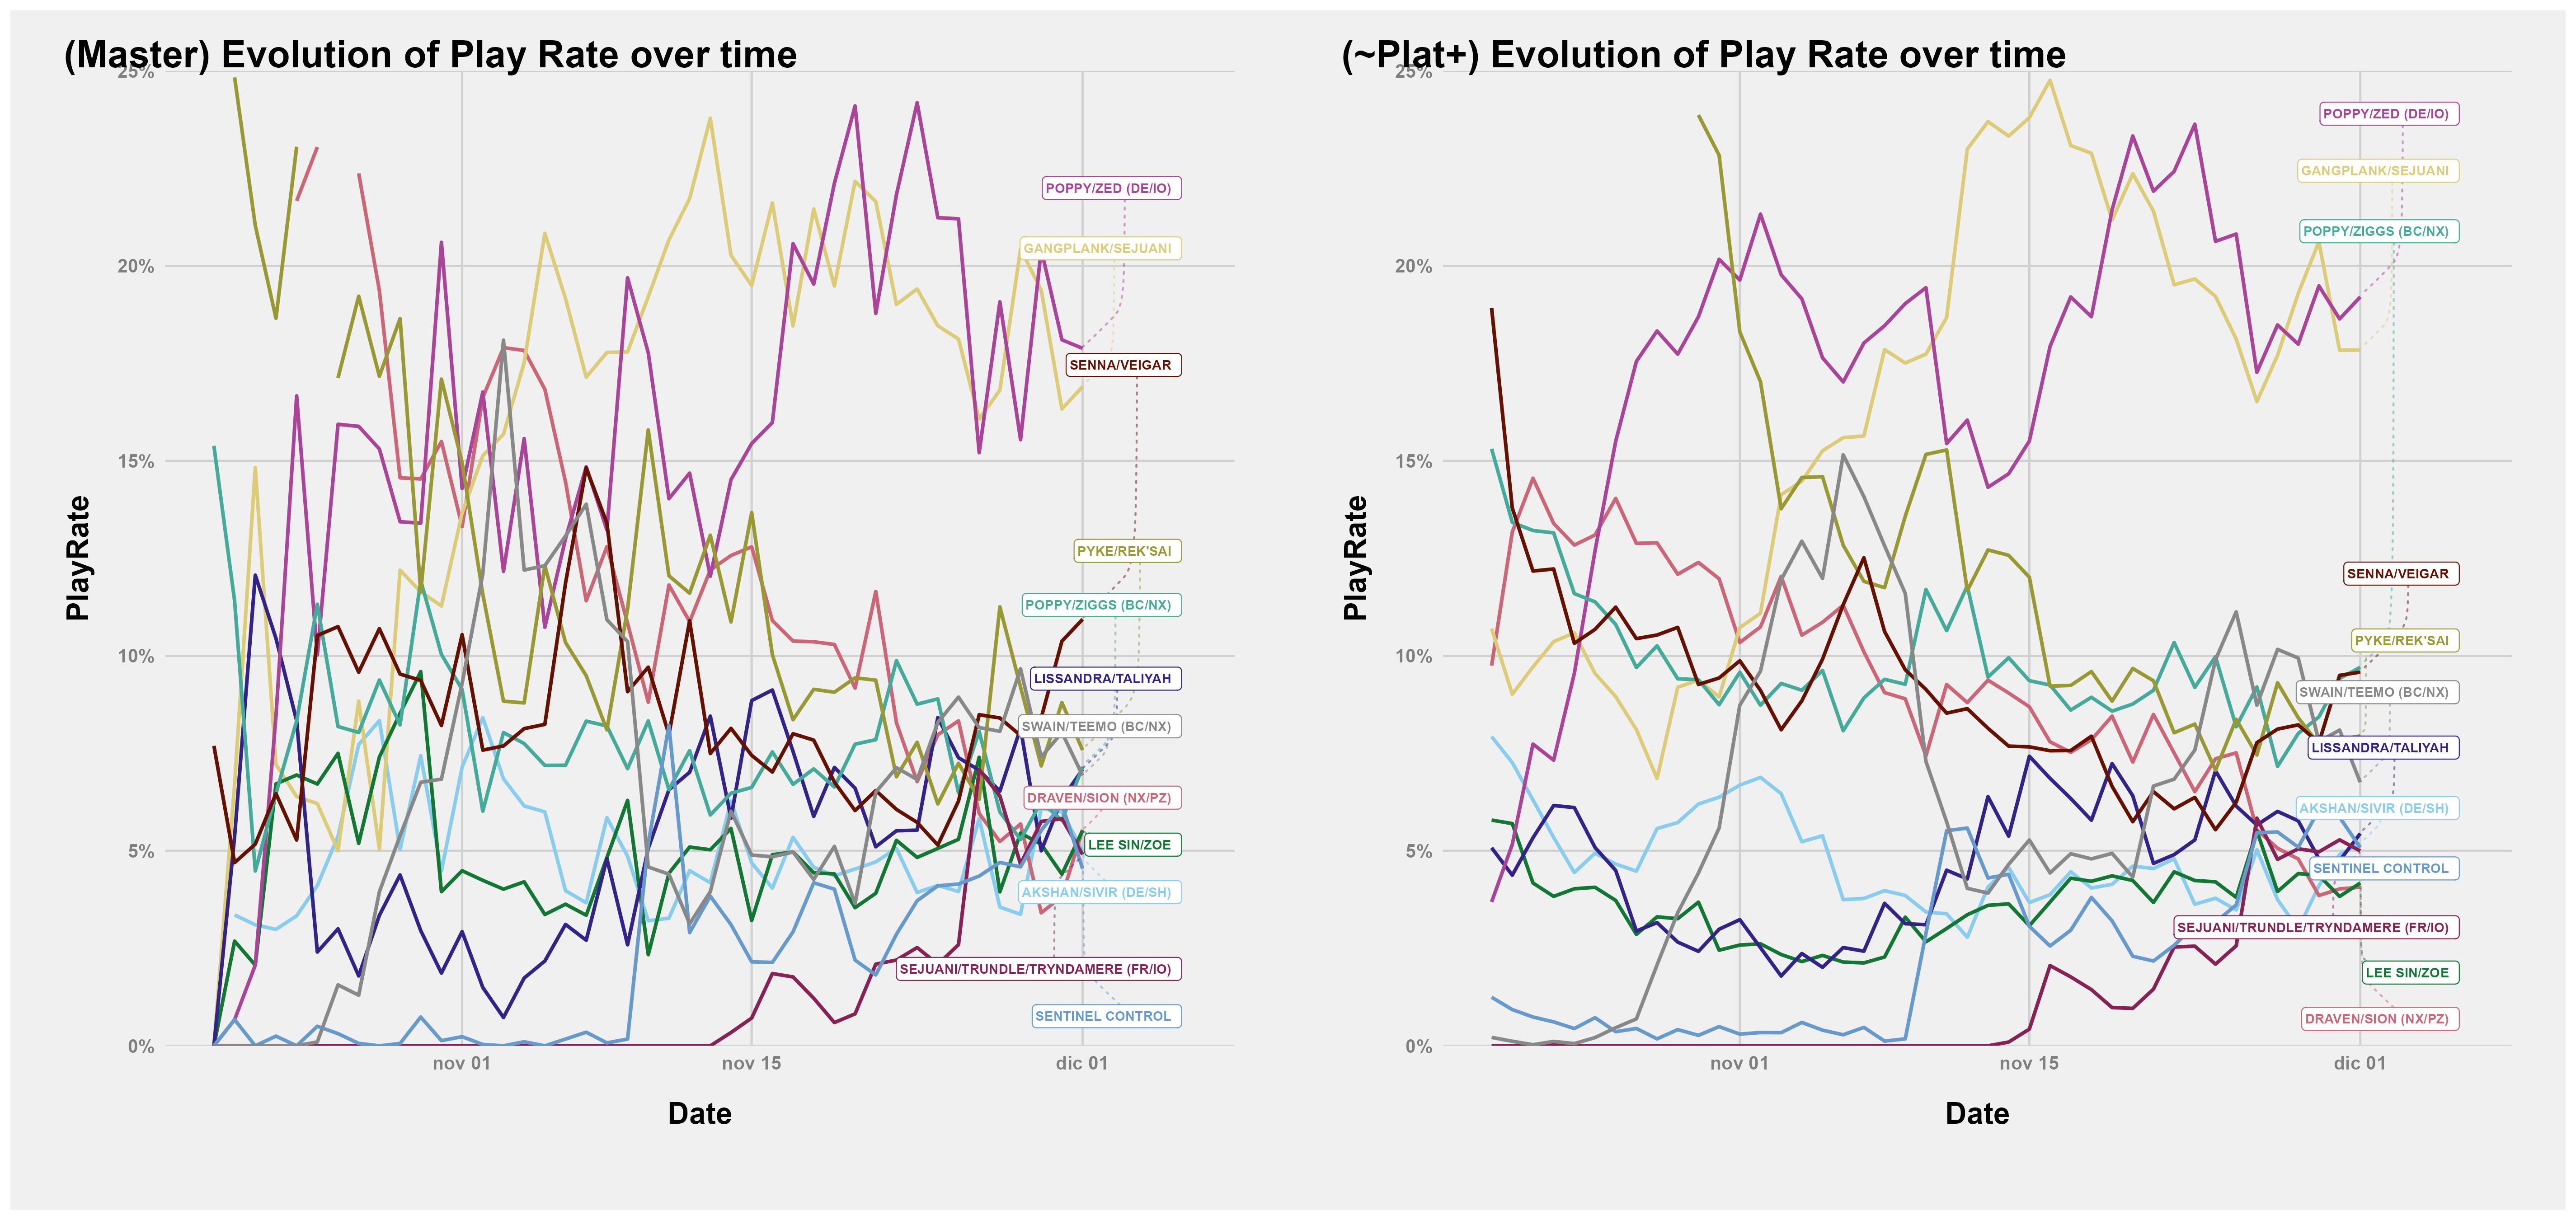 (Master) Evolution of Play Rate over time
25%
20%
15%
10%
5%
0%
PlayRate
nov 01
nov 15
dic 01
Date
POPPY/ZED (DE/IO)
GANGPLANK/SEJUANI
SENNA/VEIGAR
PYKE/REK'SAI
POPPY/ZIGGS (BC/NX)
LISSANDRA/TALIYAH
SWAIN/TEEMO (BC/NX)
DRAVEN/SION (NX/PZ)
LEE SIN/ZOE
AKSHAN/SIVIR (DE/SH)
SEJUANI/TRUNDLE/TRYNDAMERE (FR/IO)
SENTINEL CONTROL
(~Plat+) Evolution of Play Rate over time
25%
20%
15%
10%
5%
0%
PlayRate
nov 01
nov 15
dic 01
Date
POPPY/ZED (DE/IO)
GANGPLANK/SEJUANI
POPPY/ZIGGS (BC/NX)
SENNA/VEIGAR
PYKE/REK'SAI
SWAIN/TEEMO (BC/NX)
LISSANDRA/TALIYAH
AKSHAN/SIVIR (DE/SH)
SENTINEL CONTROL
SEJUANI/TRUNDLE/TRYNDAMERE (FR/IO)
LEE SIN/ZOE
DRAVEN/SION (NX/PZ)